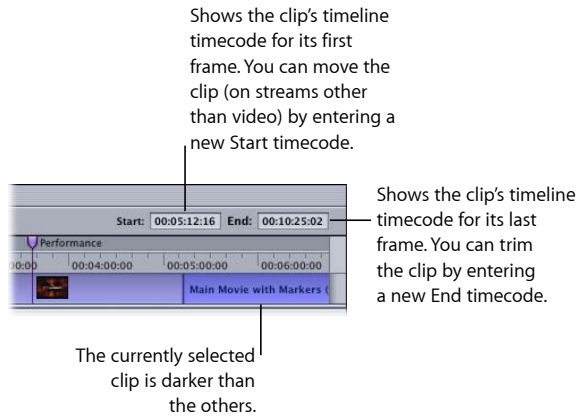 Shows the clip's timeline
timecode for its first
frame. You can move the
clip (on streams other
than video) by entering a
new Start timecode.
Start: 00:05:12:16 End: 00:10:25:02
Shows the clip's timeline
timecode for its last
frame. You can trim
the clip by entering
a new End timecode.
Performance
00:00 00:04:00:00 00:05:00:00 00:06:00:00
Main Movie with Markers (
The currently selected
clip is darker than
the others.